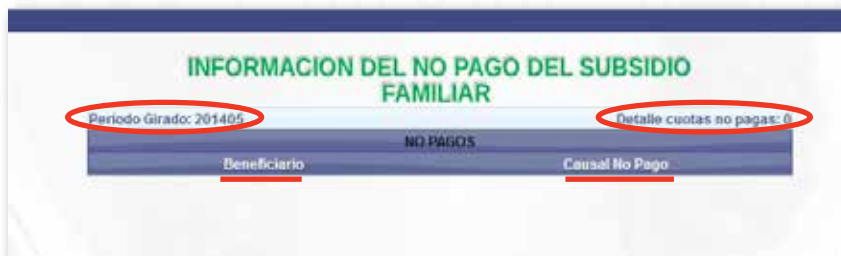 INFORMACION DEL NO PAGO DEL SUBSIDIO
FAMILIAR
Periodo Girado: 201405 Detalle cuotas no pagas: 0
NO PAGOS
Beneficiario Causal No Pago